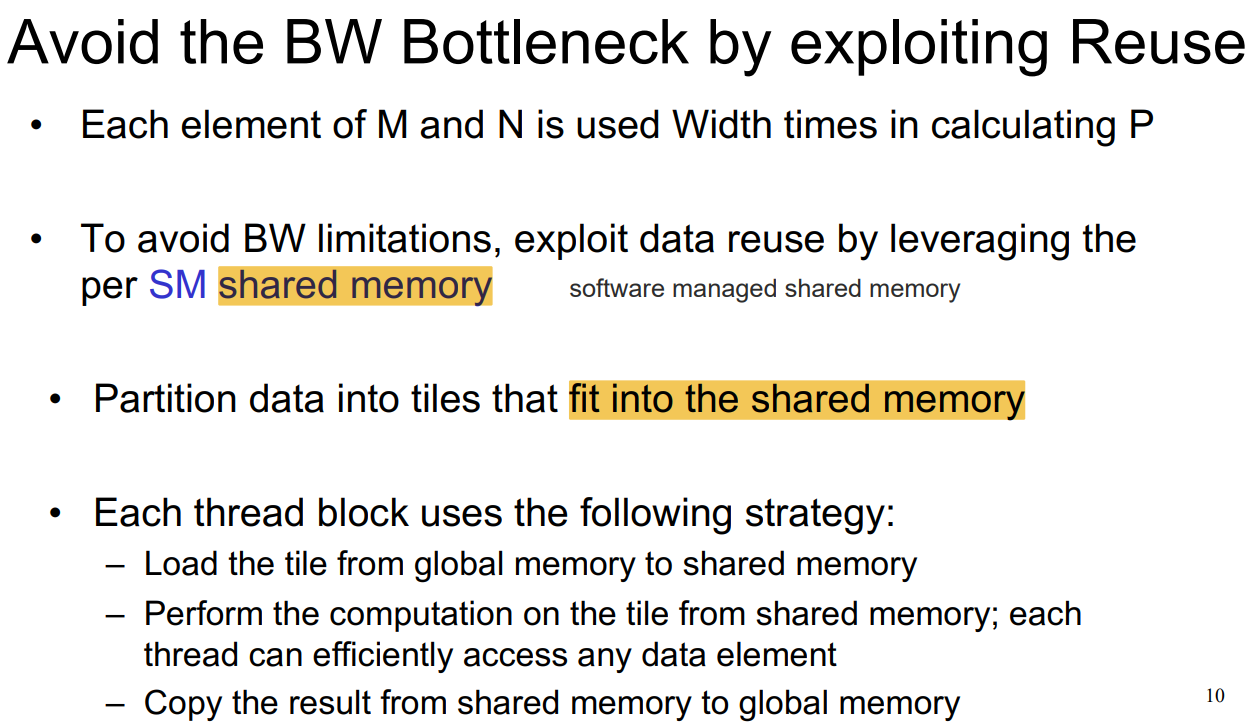 Avoid the BW Bottleneck by exploiting Reuse
• Each element of M and N is used Width times in calculating P
• To avoid BW limitations, exploit data reuse by leveraging the
per SM shared memory
software managed shared memory
• Partition data into tiles that fit into the shared memory
• Each thread block uses the following strategy:
– Load the tile from global memory to shared memory
– Perform the computation on the tile from shared memory; each
thread can efficiently access any data element
– Copy the result from shared memory to global memory
10